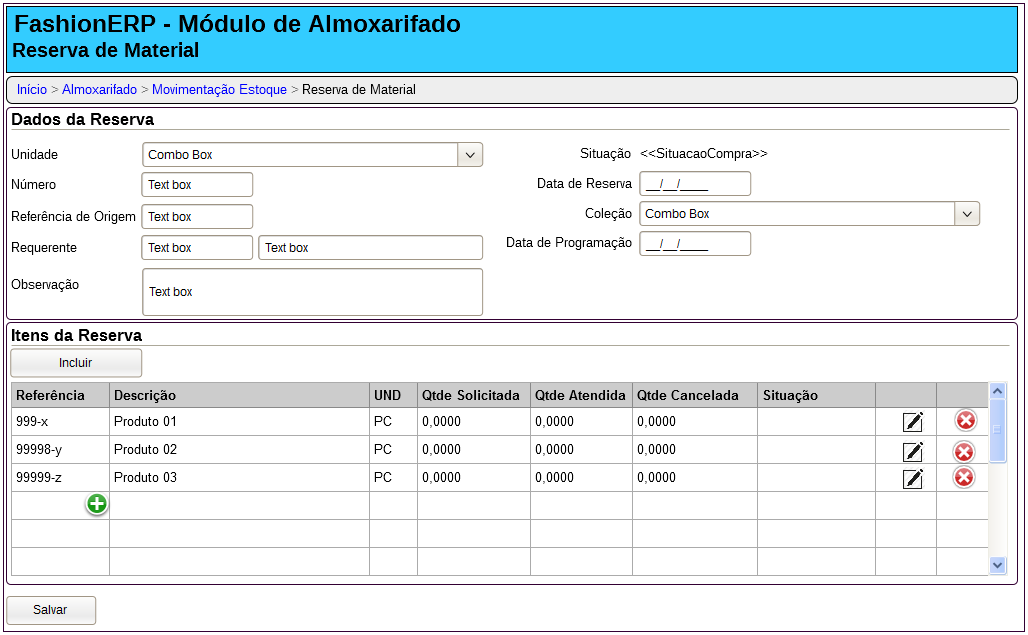 FashionERP - Módulo de Almoxarifado
Reserva de Material
Início > Almoxarifado > Movimentação Estoque > Reserva de Material
Dados da Reserva
Unidade Combo Box Situação <<SituacaoCompra>>
Número Text box Data de Reserva __/__/____
Referência de Origem Text box Coleção Combo Box
Requerente Text box Text box Data de Programação __/__/____
Observação Text box
Itens da Reserva
Incluir
Referência Descrição UND Qtde Solicitada Qtde Atendida Qtde Cancelada Situação
999-x Produto 01 PC 0,0000 0,0000 0,0000
99998-y Produto 02 PC 0,0000 0,0000 0,0000
99999-z Produto 03 PC 0,0000 0,0000 0,0000
Salvar